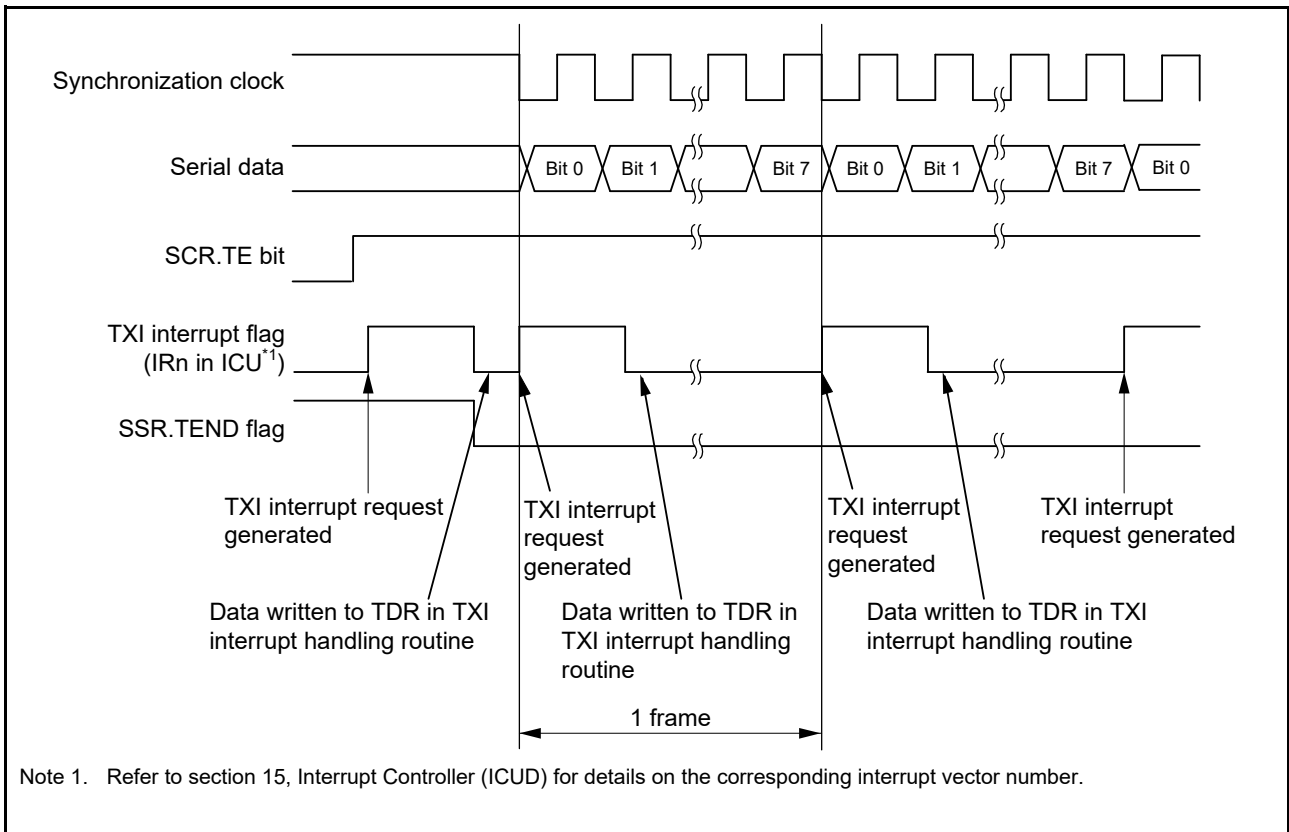 Synchronization clock
Serial data
Bit 0 Bit 1 Bit 7 Bit 0 Bit 1 Bit 7 Bit 0
SCR.TE bit
TXI interrupt flag
(IRn in ICU*1)
SSR.TEND flag
TXI interrupt request
generated
TXI interrupt
request
generated
TXI interrupt
request
generated
TXI interrupt
request generated
Data written to TDR in TXI
interrupt handling routine
Data written to TDR in
TXI interrupt handling
routine
Data written to TDR in TXI
interrupt handling routine
1 frame
Note 1. Refer to section 15, Interrupt Controller (ICUD) for details on the corresponding interrupt vector number.